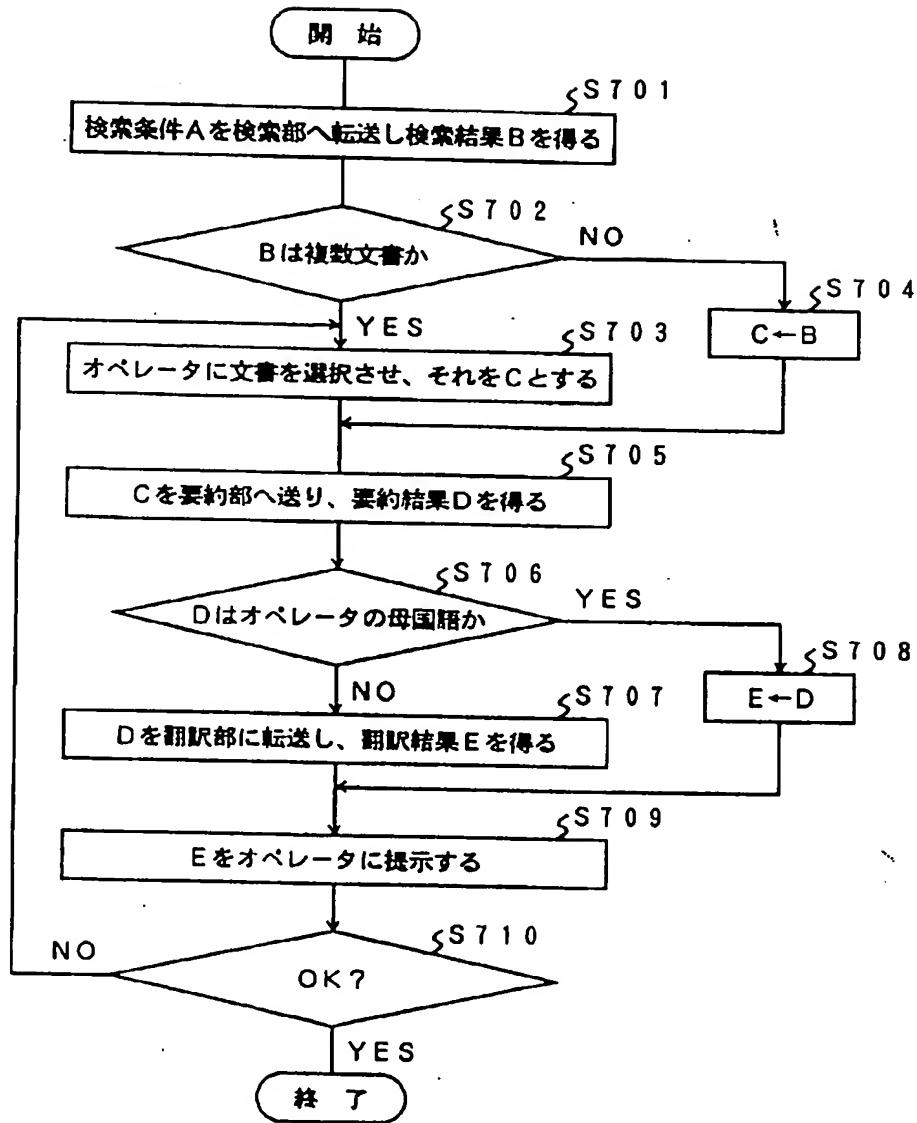 開 始
S701
検索条件Aを検索部へ転送し検索結果Bを得る
S702
Bは複数文書か
NO
YES
S704
C←B
S703
オペレータに文書を選択させ、それをCとする
S705
Cを要約部へ送り、要約結果Dを得る
S706
Dはオペレータの母国語か
YES
NO
S708
E←D
S707
Dを翻訳部に転送し、翻訳結果Eを得る
S709
Eをオペレータに提示する
S710
OK?
NO
YES
終 了